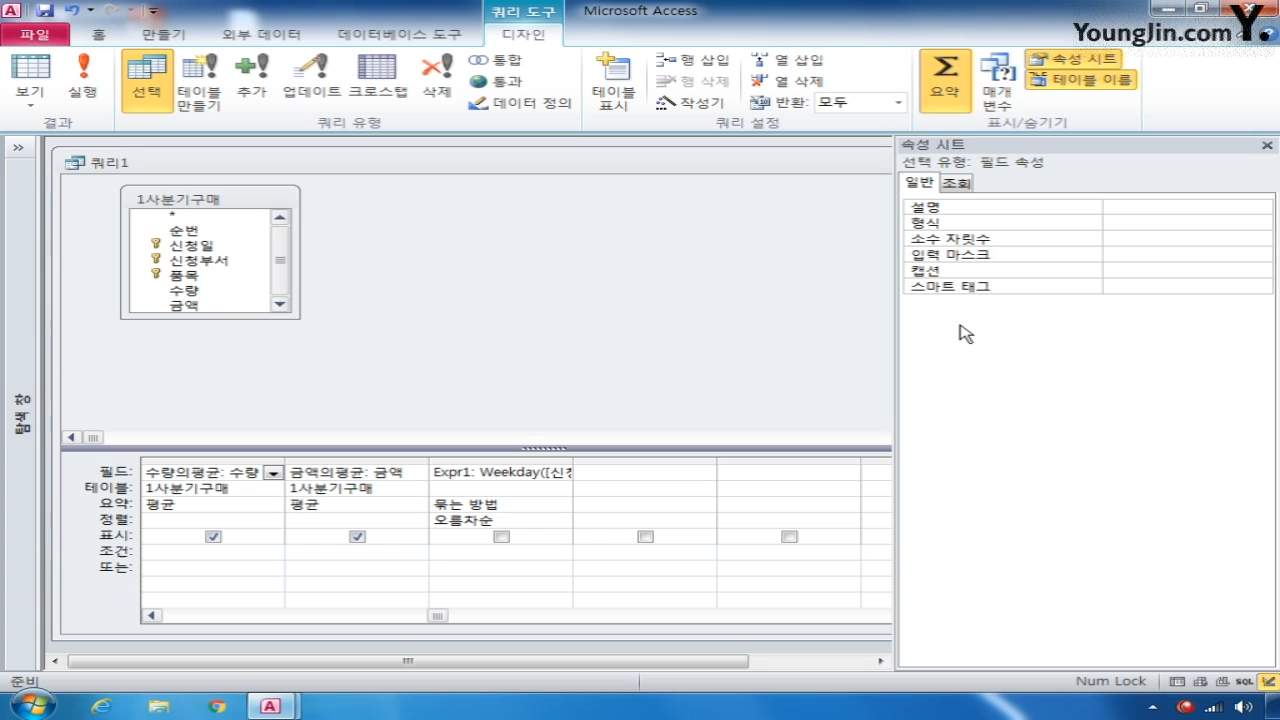 쿼리 도구
Microsoft Access
YoungJin.com Y.
파일
홈
만들기
외부 데이터
데이터베이스 도구
디자인
보기
실행
선택
테이블
만들기
추가
업데이트
크로스탭
삭제
통합
통과
데이터 정의
테이블
표시
행 삽입
행 삭제
작성기
열 삽입
열 삭제
반환: 모두
요약
매개
변수
속성 시트
테이블 이름
결과
쿼리 유형
쿼리 설정
표시/숨기기
탐색 창
쿼리1
1사분기구매
*
순번
신청일
신청부서
품목
수량
금액
속성 시트
선택 유형: 필드 속성
일반
조회
설명
형식
소수 자릿수
입력 마스크
캡션
스마트 태그
필드: 수량의평균: 수량 금액의평균: 금액 Expr1: Weekday([신청
테이블: 1사분기구매 1사분기구매
요약: 평균 평균 묶는 방법
정렬: 오름차순
표시:
조건:
또는:
준비
Num Lock
SQL